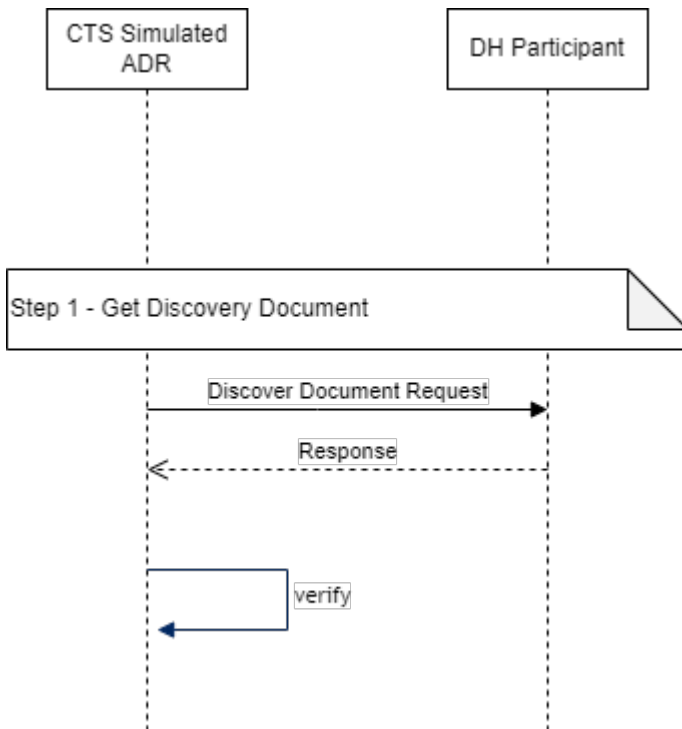 CTS Simulated
ADR
DH Participant
Step 1 - Get Discovery Document
Discover Document Request
Response
verify